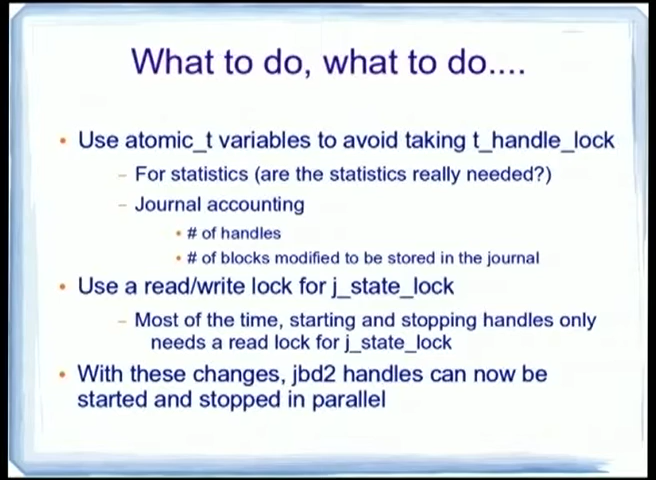 What to do, what to do....
• Use atomic_t variables to avoid taking t_handle_lock
– For statistics (are the statistics really needed?)
– Journal accounting
• # of handles
• # of blocks modified to be stored in the journal
• Use a read/write lock for j_state_lock
– Most of the time, starting and stopping handles only
needs a read lock for j_state_lock
• With these changes, jbd2 handles can now be
started and stopped in parallel